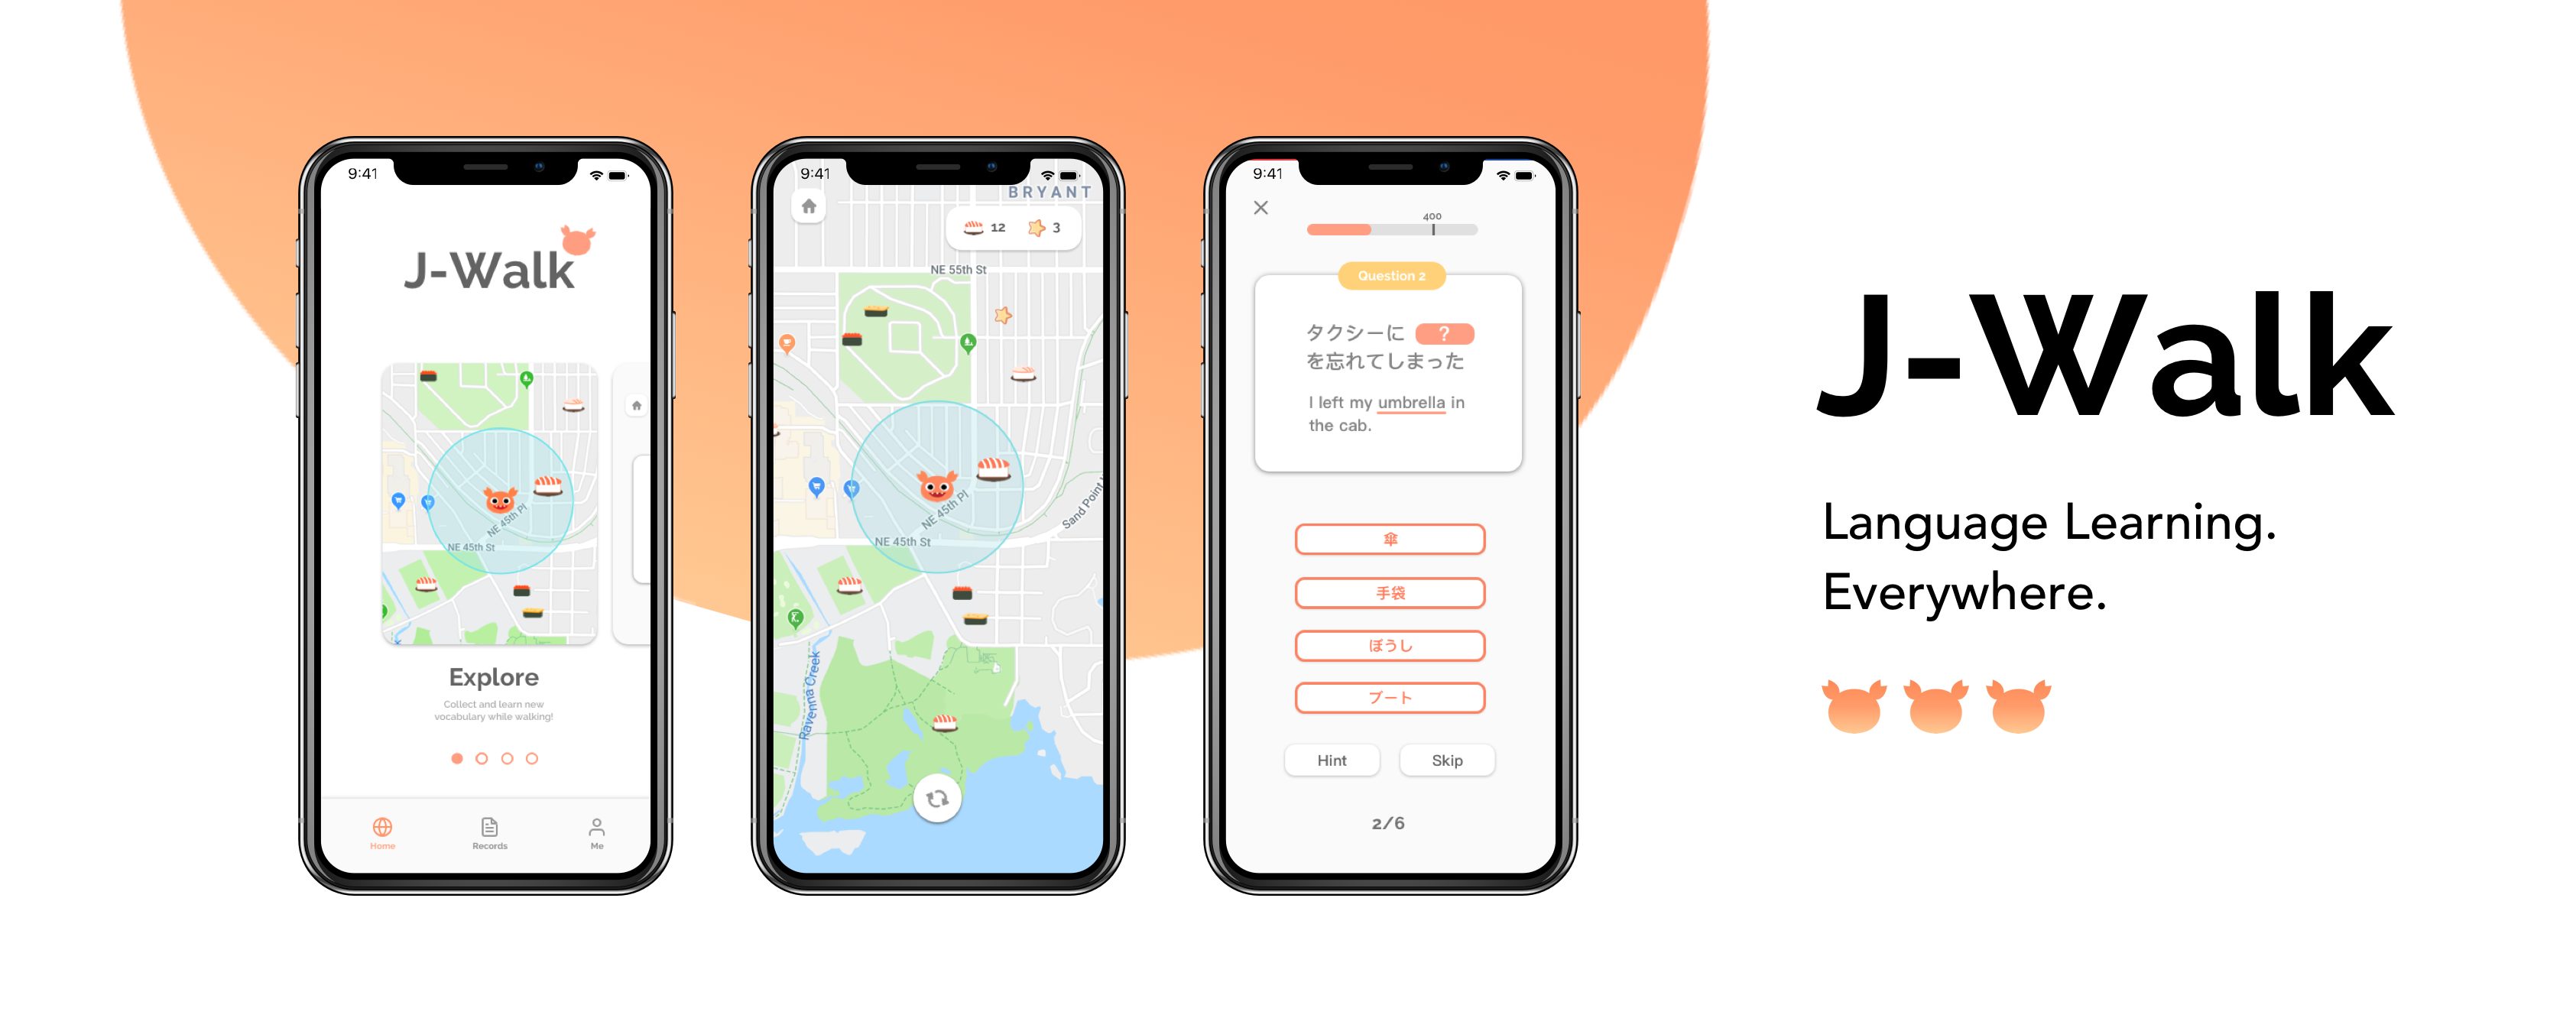 9:41
J-Walk
NE 45th Pl
NE 45th St
Explore
Collect and learn new
vocabulary while walking!
Home
Records
Me
9:41
BRYANT
12
3
NE 55th St
NE 45th Pl
NE 45th St
Sand Point
Ravenna Creek
9:41
400
Question 2
タクシーに ?
を忘れてしまった
I left my umbrella in
the cab.
傘
手袋
ぼうし
ブート
Hint
Skip
2/6
J-Walk
Language Learning.
Everywhere.